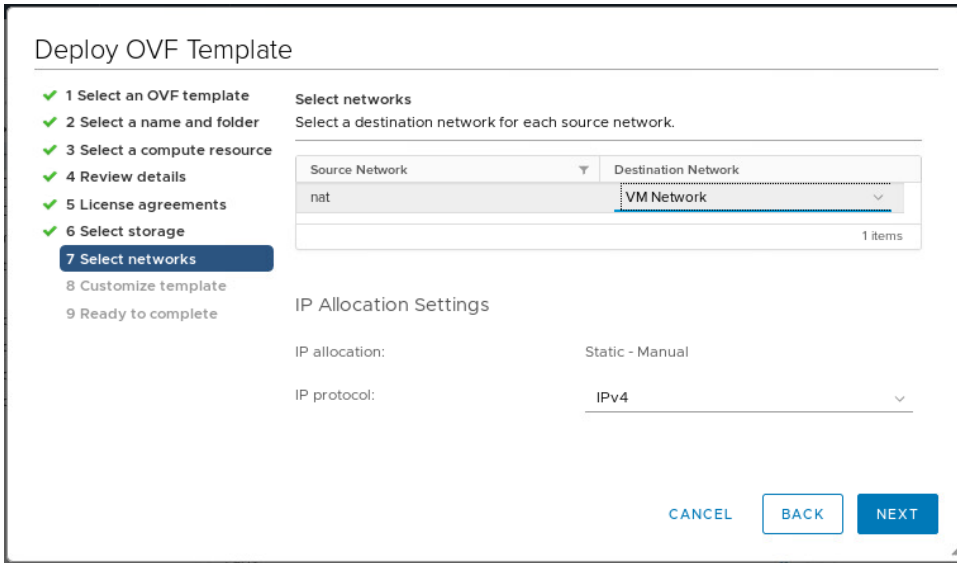 Deploy OVF Template
1 Select an OVF template
2 Select a name and folder
3 Select a compute resource
4 Review details
5 License agreements
6 Select storage
7 Select networks
8 Customize template
9 Ready to complete
Select networks
Select a destination network for each source network.
Source Network Destination Network
nat VM Network
1 items
IP Allocation Settings
IP allocation: Static - Manual
IP protocol: IPv4
CANCEL BACK NEXT